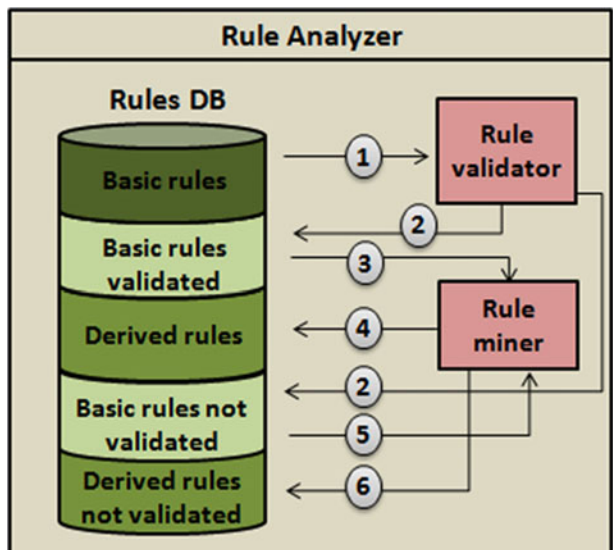 Rule Analyzer
Rules DB
Basic rules
Basic rules
validated
Derived rules
Basic rules not
validated
Derived rules
not validated
1
2
3
4
2
5
6
Rule
validator
Rule
miner